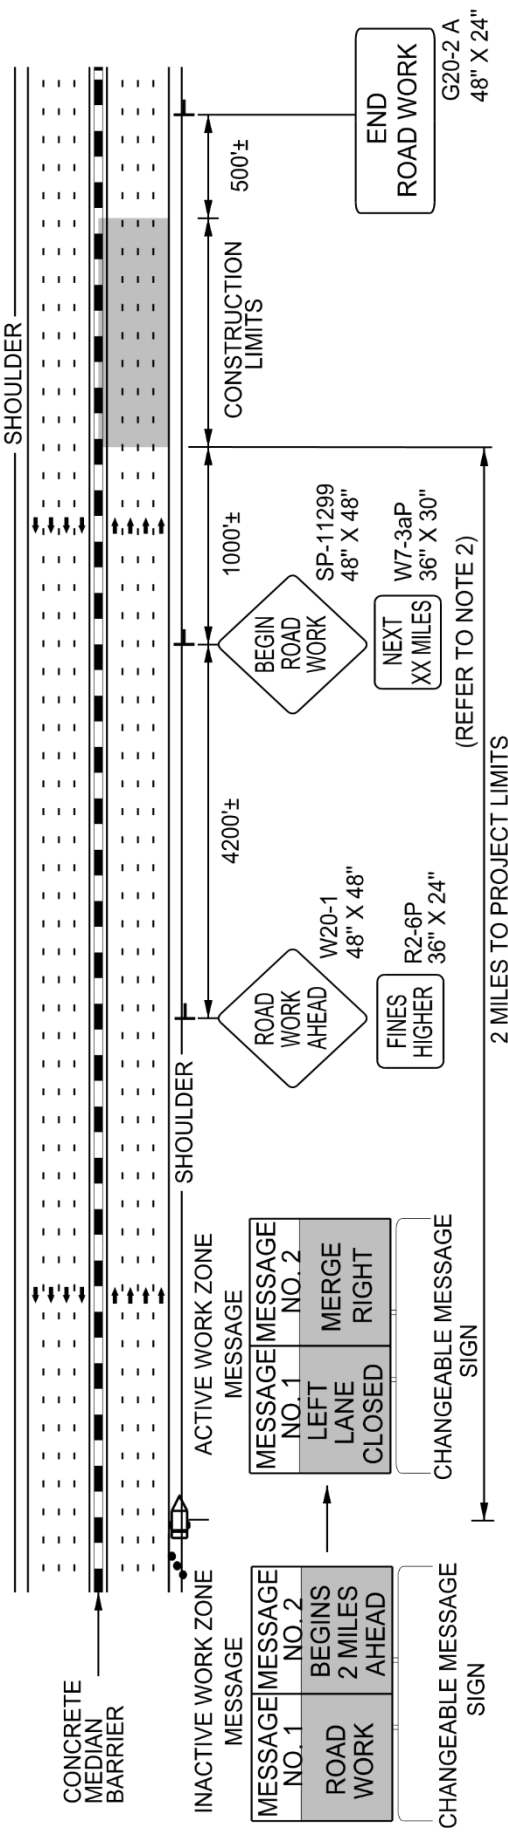 SHOULDER
CONCRETE
MEDIAN
BARRIER
SHOULDER
4200'±
1000'±
CONSTRUCTION
LIMITS
500'±
INACTIVE WORK ZONE
MESSAGE
MESSAGE
NO. 1
MESSAGE
NO. 2
ROAD
WORK
BEGINS
2 MILES
AHEAD
CHANGEABLE MESSAGE
SIGN
ACTIVE WORK ZONE
MESSAGE
MESSAGE
NO. 1
MESSAGE
NO. 2
LEFT
LANE
CLOSED
MERGE
RIGHT
CHANGEABLE MESSAGE
SIGN
ROAD
WORK
AHEAD
W20-1
48" X 48"
FINES
HIGHER
R2-6P
36" X 24"
BEGIN
ROAD
WORK
SP-11299
48" X 48"
NEXT
XX MILES
W7-3aP
36" X 30"
(REFER TO NOTE 2)
2 MILES TO PROJECT LIMITS
END
ROAD WORK
G20-2 A
48" X 24"